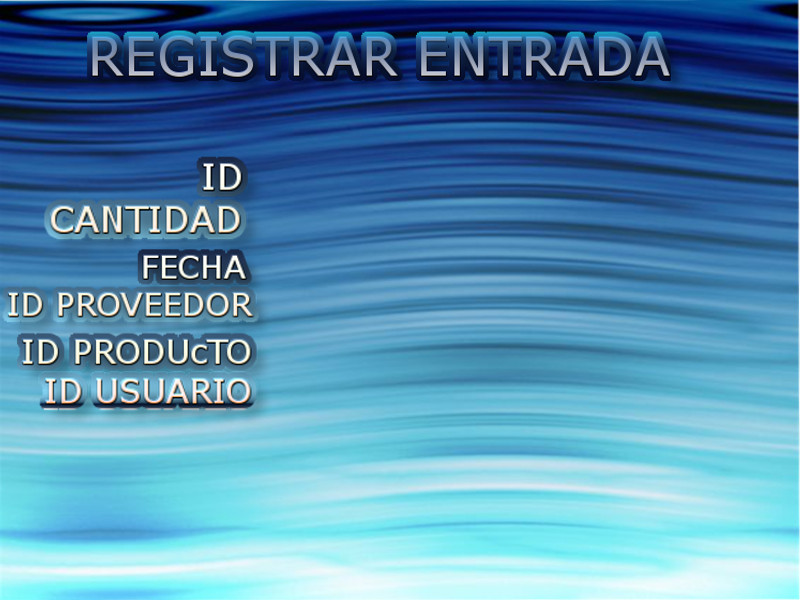 REGISTRAR ENTRADA
ID
CANTIDAD
FECHA
ID PROVEEDOR
ID PRODUcTO
ID USUARIO